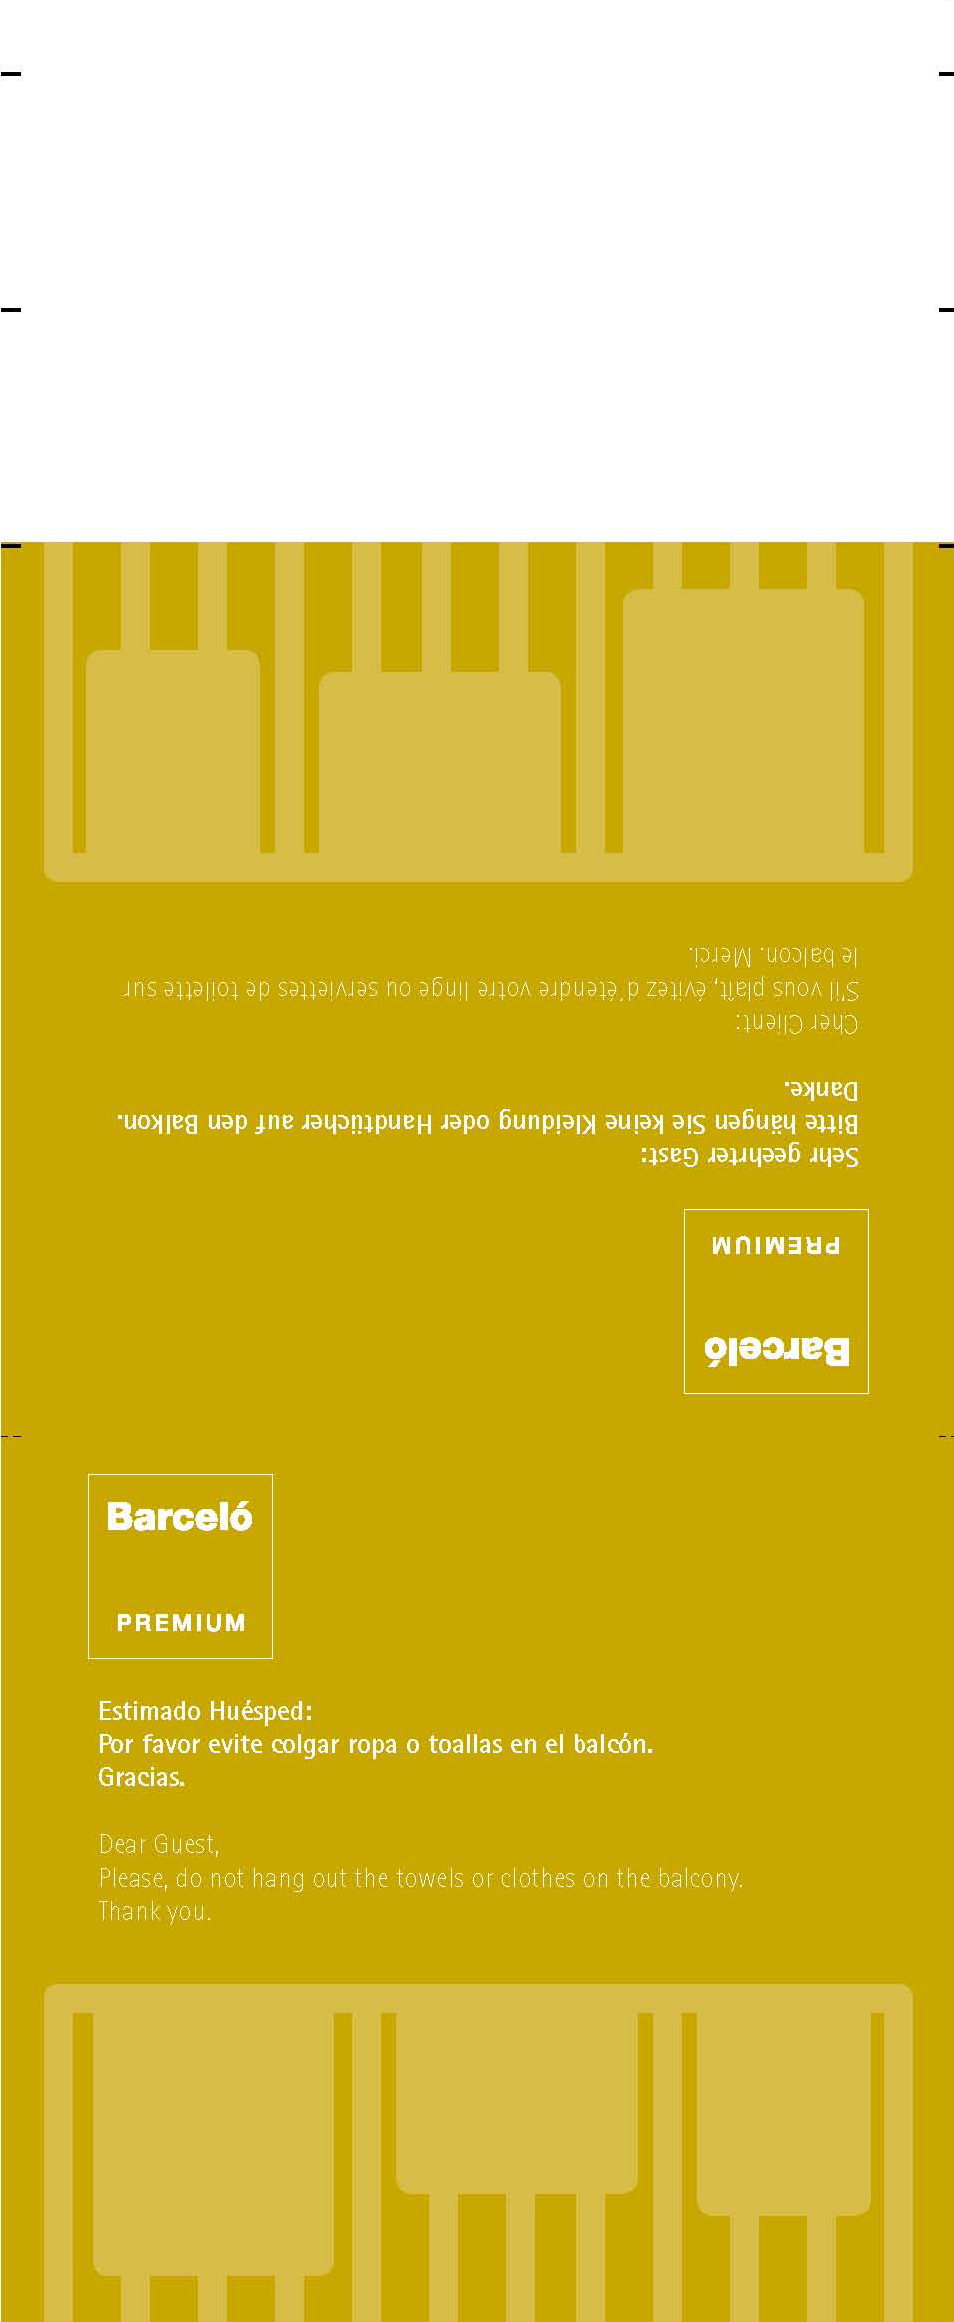 Barceló
PREMIUM
Estimado Huésped:
Por favor evite colgar ropa o toallas en el balcón.
Gracias.
Dear Guest,
Please, do not hang out the towels or clothes on the balcony.
Thank you.
Barceló
PREMIUM
Sehr geehrter Gast:
Bitte hängen Sie keine Kleidung oder Handtücher auf den Balkon.
Danke.
Cher Client:
S'il vous plaît, évitez d'étendre votre linge ou serviettes de toilette sur
le balcon. Merci.